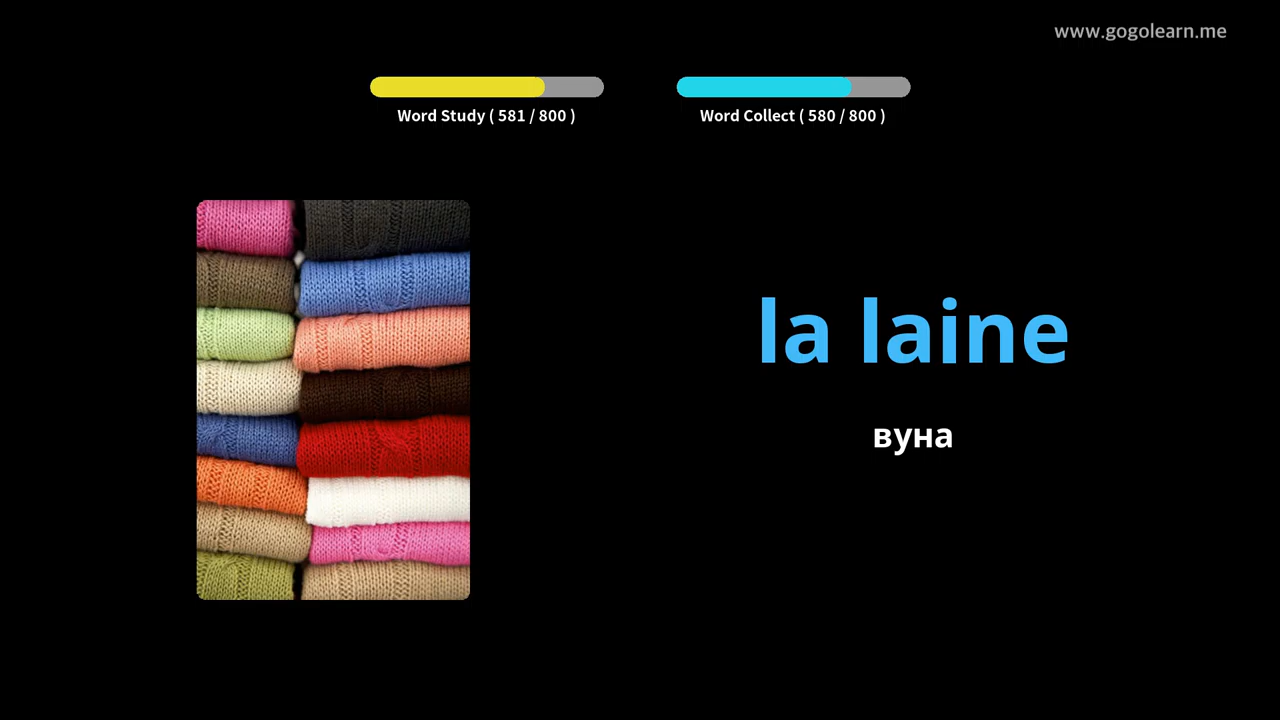 www.gogolearn.me
Word Study ( 581 / 800 )
Word Collect ( 580 / 800 )
la laine
вуна